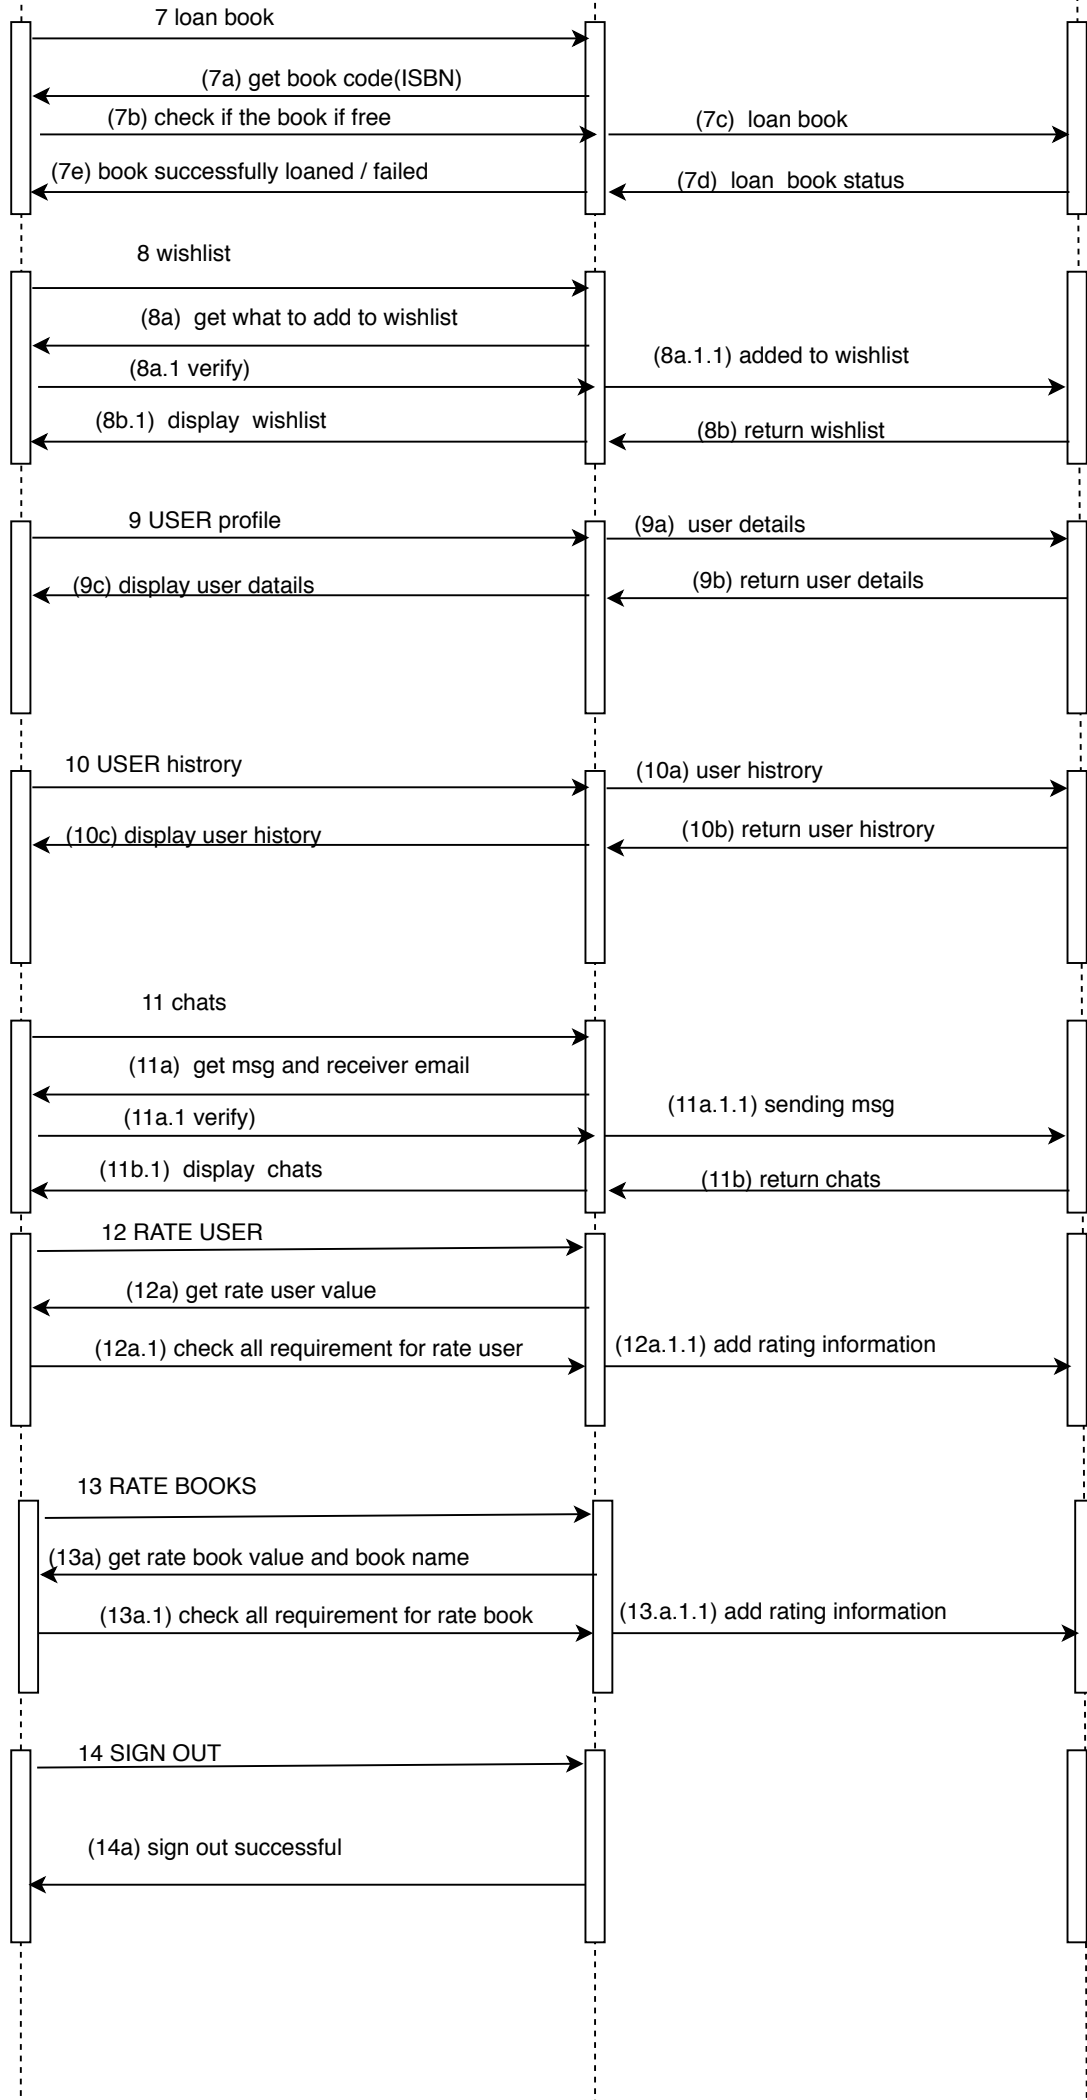 7 loan book
(7a) get book code(ISBN)
(7b) check if the book if free
(7c)  loan book
(7e) book successfully loaned / failed
(7d)  loan  book status
8 wishlist
(8a)  get what to add to wishlist
(8a.1.1) added to wishlist
(8a.1 verify)
(8b.1)  display  wishlist
(8b) return wishlist
9 USER profile
(9a)  user details
(9c) display user datails
(9b) return user details
10 USER histrory
(10a) user histrory
(10c) display user history
(10b) return user histrory
11 chats
(11a)  get msg and receiver email
(11a.1.1) sending msg
(11a.1 verify)
(11b.1)  display  chats
(11b) return chats
12 RATE USER
(12a) get rate user value
(12a.1) check all requirement for rate user
(12a.1.1) add rating information
13 RATE BOOKS
(13a) get rate book value and book name
(13a.1) check all requirement for rate book
(13.a.1.1) add rating information
14 SIGN OUT
(14a) sign out successful